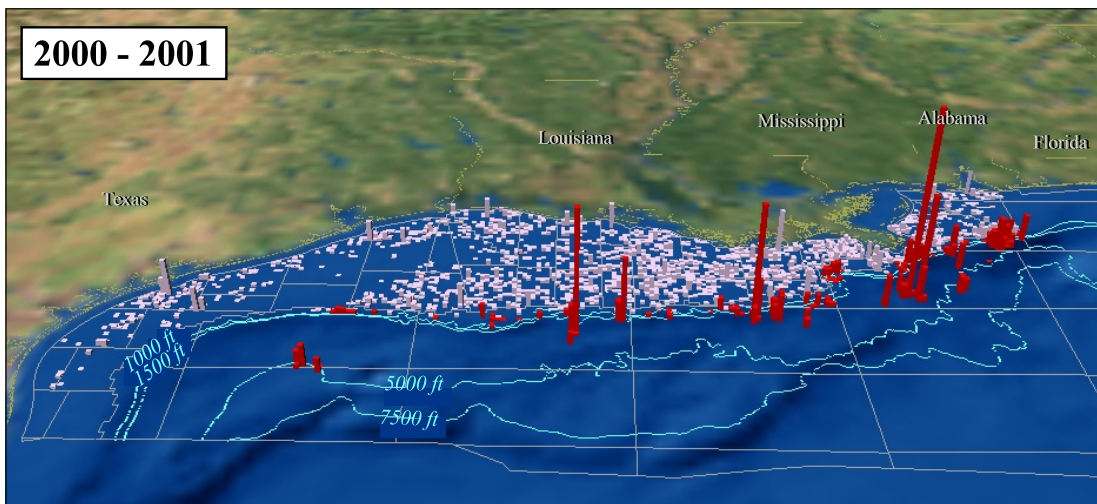 2000 - 2001
Mississippi
Alabama
Louisiana
Florida
Texas
1000 ft
1500 ft
5000 ft
7500 ft